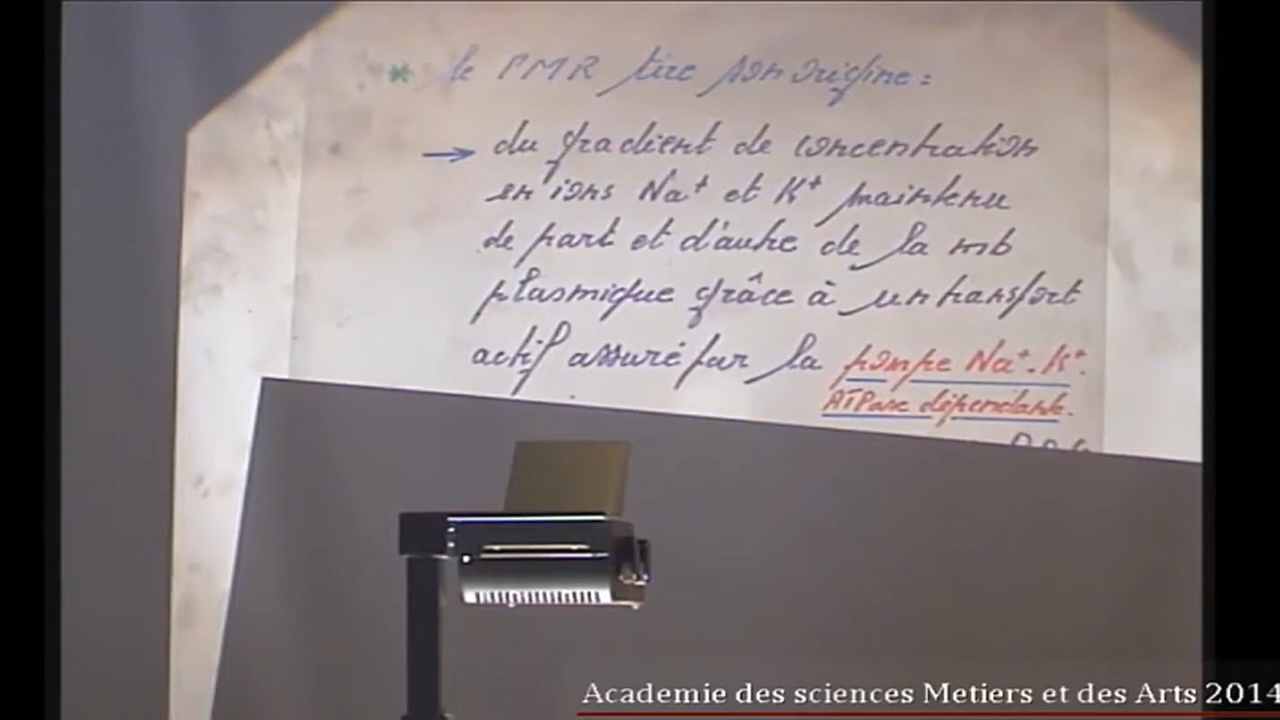 * le PMR tire son origine :
→ du gradient de concentration
en ions Na⁺ et K⁺ maintenu
de part et d'autre de la mb
plasmique grâce à un transport
actif assuré par la pompe Na⁺. K⁺.
ATPase dépendante.
Academie des sciences Metiers et des Arts 2014